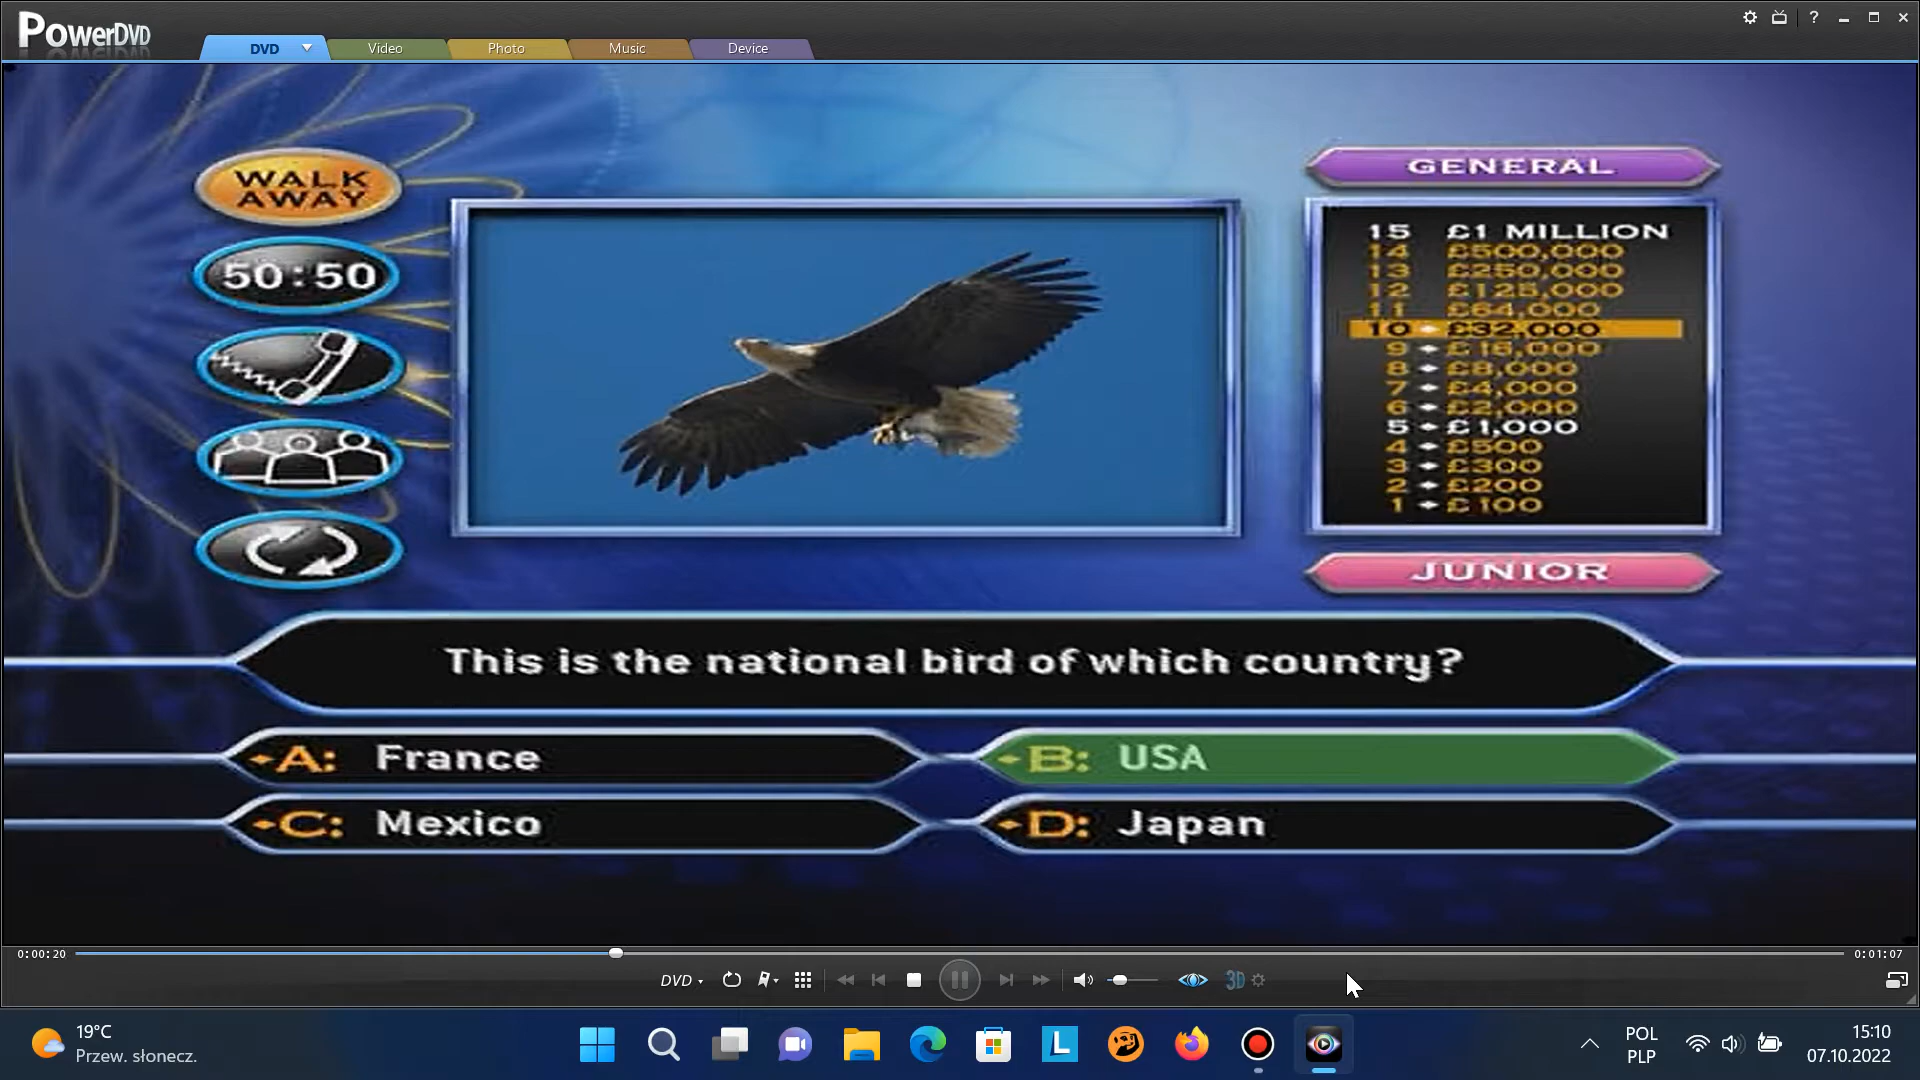 PowerDVD
DVD Video Photo Music Device
WALK
AWAY
50:50
GENERAL
15 £1 MILLION
14 £500,000
13 £250,000
12 £125,000
11 £64,000
10 £32,000
9 £16,000
8 £8,000
7 £4,000
6 £2,000
5 £1,000
4 £500
3 £300
2 £200
1 £100
JUNIOR
This is the national bird of which country?
A: France
B: USA
C: Mexico
D: Japan
0:00:20
0:01:07
DVD
3D
19°C
Przew. słonecz.
L
POL
PLP
15:10
07.10.2022